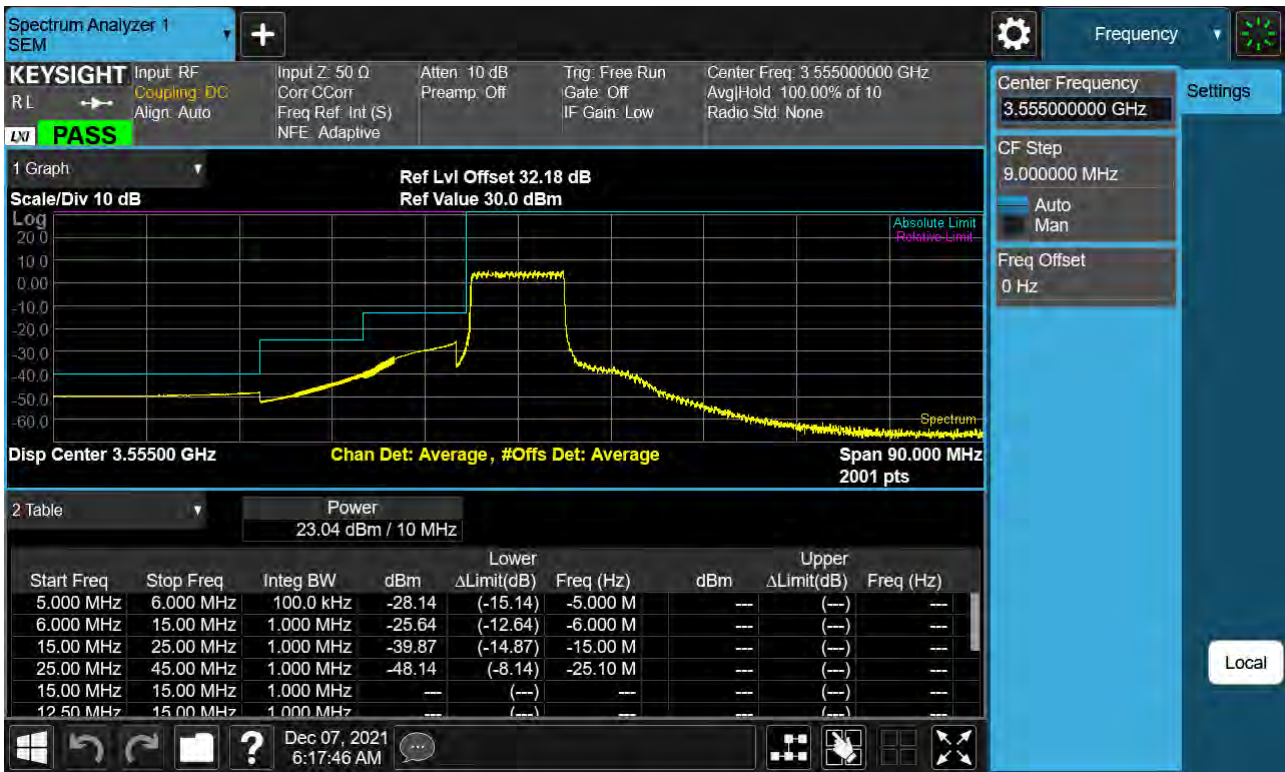 Spectrum Analyzer 1
SEM
Frequency
KEYSIGHT
R L
LXI
PASS
Input: RF
Coupling: DC
Align: Auto
Input Z: 50 Ω
Corr CCorr
Freq Ref: Int (S)
NFE: Adaptive
Atten: 10 dB
Preamp: Off
Trig: Free Run
Gate: Off
IF Gain: Low
Center Freq: 3.555000000 GHz
Avg|Hold: 100.00% of 10
Radio Std: None
Center Frequency
3.555000000 GHz
Settings
CF Step
9.000000 MHz
Auto
Man
Freq Offset
0 Hz
1 Graph
Scale/Div 10 dB
Ref Lvl Offset 32.18 dB
Ref Value 30.0 dBm
Log
20.0
10.0
0.00
-10.0
-20.0
-30.0
-40.0
-50.0
-60.0
Absolute Limit
Relative Limit
Spectrum
Disp Center 3.55500 GHz
Chan Det: Average, #Offs Det: Average
Span 90.000 MHz
2001 pts
2 Table
Power
23.04 dBm / 10 MHz
Lower Upper
Start Freq Stop Freq Integ BW dBm ΔLimit(dB) Freq (Hz) dBm ΔLimit(dB) Freq (Hz)
5.000 MHz 6.000 MHz 100.0 kHz -28.14 (-15.14) -5.000 M --- (---) ---
6.000 MHz 15.00 MHz 1.000 MHz -25.64 (-12.64) -6.000 M --- (---) ---
15.00 MHz 25.00 MHz 1.000 MHz -39.87 (-14.87) -15.00 M --- (---) ---
25.00 MHz 45.00 MHz 1.000 MHz -48.14 (-8.14) -25.10 M --- (---) ---
15.00 MHz 15.00 MHz 1.000 MHz --- (---) --- --- (---) ---
12.50 MHz 15.00 MHz 1.000 MHz --- (---) --- --- (---) ---
Local
?
Dec 07, 2021
6:17:46 AM